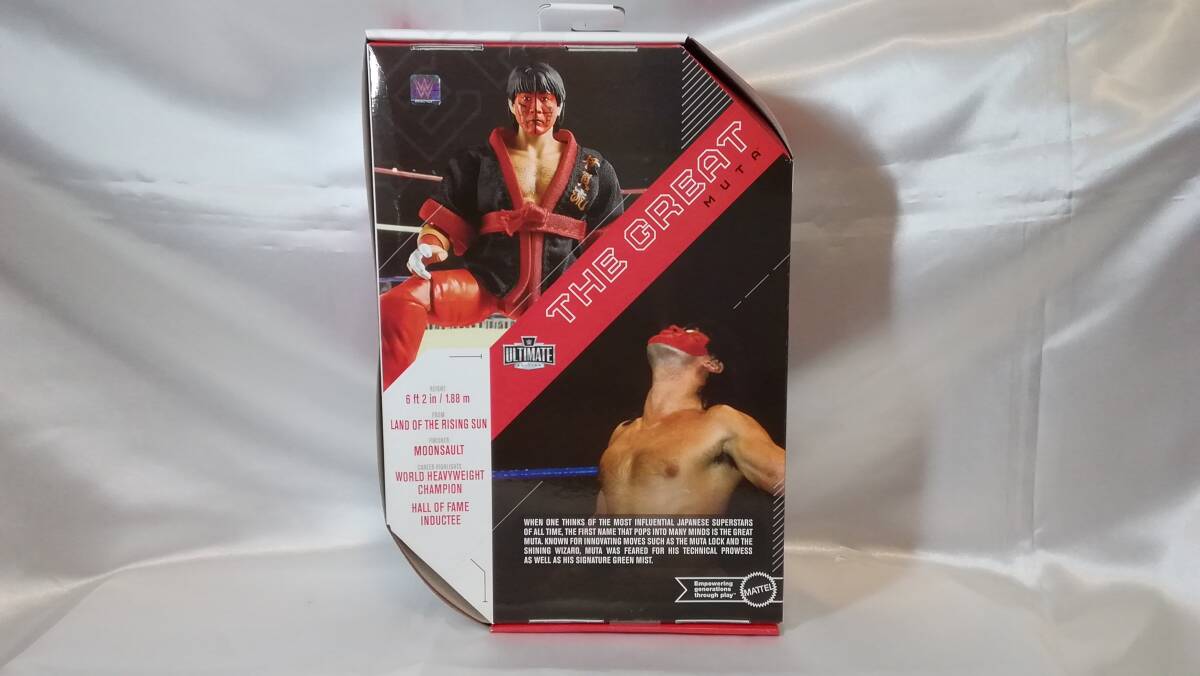 W
THE GREAT
MUTA
ULTIMATE
EDITION
HEIGHT
6 ft 2 in / 1.88 m
FROM
LAND OF THE RISING SUN
FINISHER
MOONSAULT
CAREER HIGHLIGHTS
WORLD HEAVYWEIGHT
CHAMPION
HALL OF FAME
INDUCTEE
WHEN ONE THINKS OF THE MOST INFLUENTIAL JAPANESE SUPERSTARS
OF ALL TIME, THE FIRST NAME THAT POPS INTO MANY MINDS IS THE GREAT
MUTA. KNOWN FOR INNOVATING MOVES SUCH AS THE MUTA LOCK AND THE
SHINING WIZARD, MUTA WAS FEARED FOR HIS TECHNICAL PROWESS
AS WELL AS HIS SIGNATURE GREEN MIST.
Empowering
generations
through play™
MATTEL